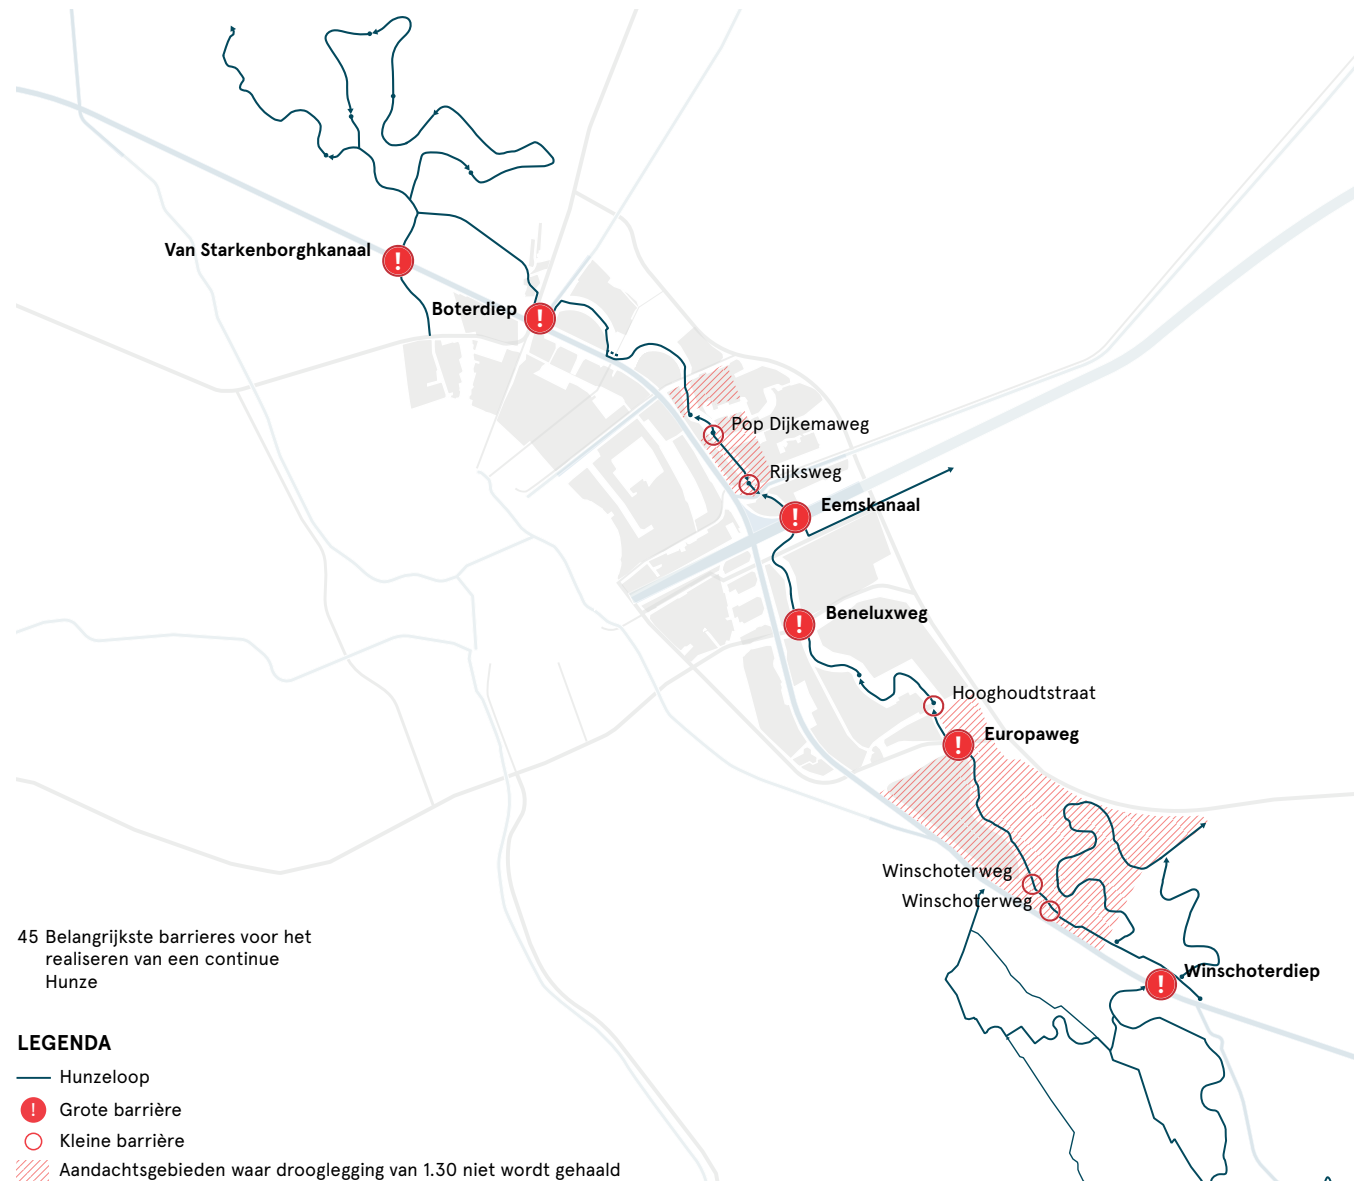 Van Starkenborghkanaal
Boterdiep
Pop Dijkemaweg
Rijksweg
Eemskanaal
Beneluxweg
Hooghoudtstraat
Europaweg
Winschoterweg
Winschoterweg
Winschoterdiep
45 Belangrijkste barrieres voor het
realiseren van een continue
Hunze
LEGENDA
Hunzeloop
! Grote barrière
Kleine barrière
Aandachtsgebieden waar drooglegging van 1.30 niet wordt gehaald